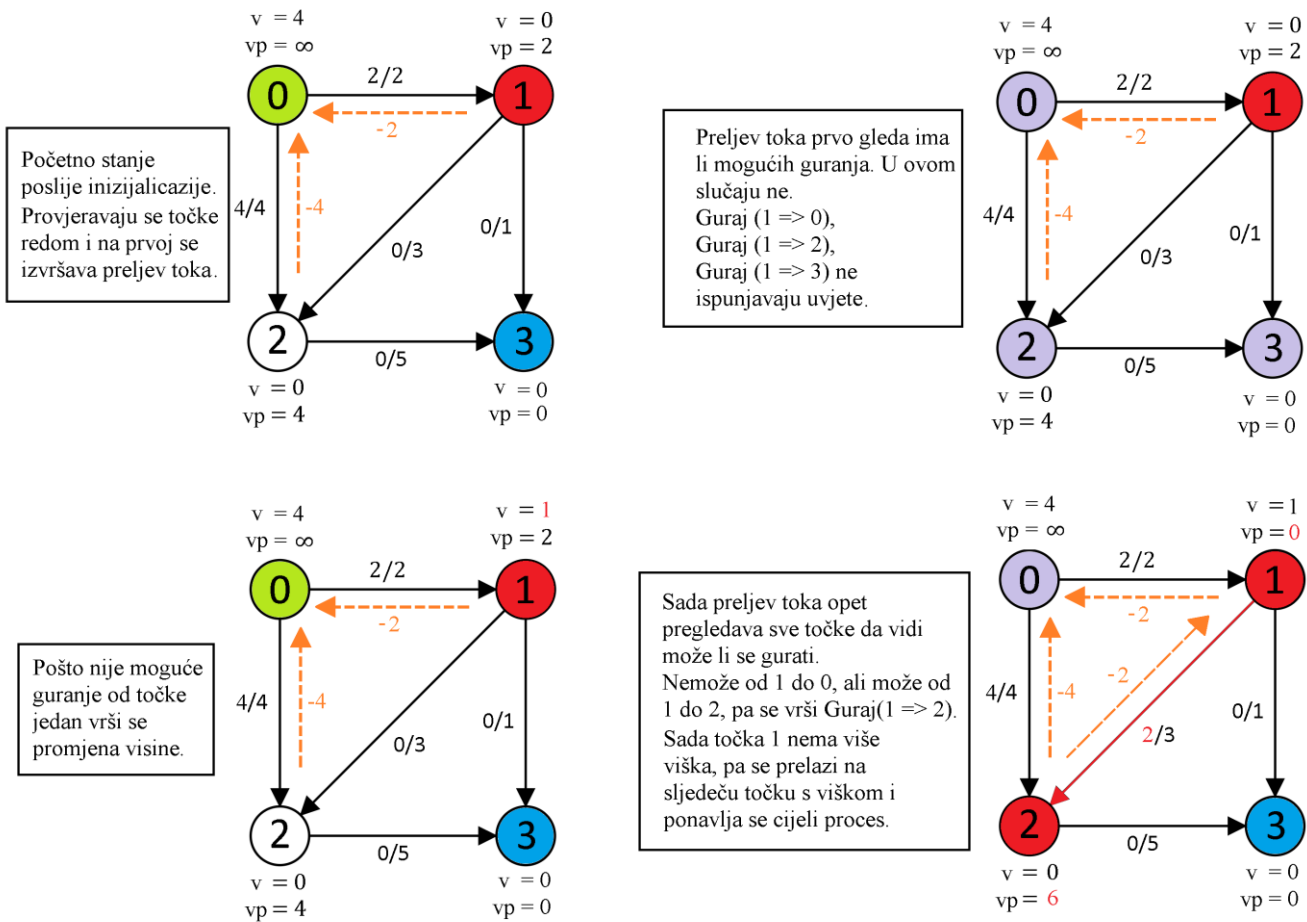 v = 4
vp = ∞
v = 0
vp = 2
0
2/2
1
-2
Početno stanje
poslije inizijalicazije.
Provjeravaju se točke
redom i na prvoj se
izvršava preljev toka.
4/4
-4
0/3
0/1
2
0/5
3
v = 0
vp = 4
v = 0
vp = 0
v = 4
vp = ∞
v = 0
vp = 2
0
2/2
1
-2
Preljev toka prvo gleda ima
li mogućih guranja. U ovom
slučaju ne.
Guraj (1 => 0),
Guraj (1 => 2),
Guraj (1 => 3) ne
ispunjavaju uvjete.
4/4
-4
0/3
0/1
2
0/5
3
v = 0
vp = 4
v = 0
vp = 0
v = 4
vp = ∞
v = 1
vp = 2
0
2/2
1
-2
Pošto nije moguće
guranje od točke
jedan vrši se
promjena visine.
4/4
-4
0/3
0/1
2
0/5
3
v = 0
vp = 4
v = 0
vp = 0
v = 4
vp = ∞
v = 1
vp = 0
0
2/2
1
-2
Sada preljev toka opet
pregledava sve točke da vidi
može li se gurati.
Nemože od 1 do 0, ali može od
1 do 2, pa se vrši Guraj(1 => 2).
Sada točka 1 nema više
viška, pa se prelazi na
sljedeču točku s viškom i
ponavlja se cijeli proces.
4/4
-4
-2
2/3
0/1
2
0/5
3
v = 0
vp = 6
v = 0
vp = 0